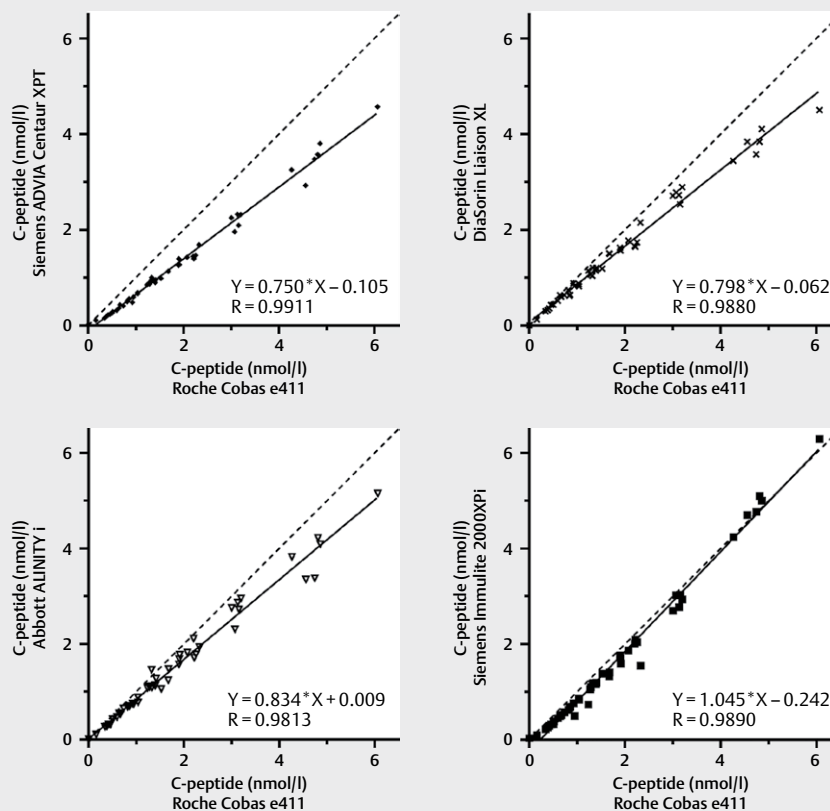 C-peptide (nmol/l)
Siemens ADVIA Centaur XPT
6
4
2
0
0 2 4 6
Y = 0.750*X – 0.105
R = 0.9911
C-peptide (nmol/l)
Roche Cobas e411
C-peptide (nmol/l)
DiaSorin Liaison XL
6
4
2
0
0 2 4 6
Y = 0.798*X – 0.062
R = 0.9880
C-peptide (nmol/l)
Roche Cobas e411
C-peptide (nmol/l)
Abbott ALINITY i
6
4
2
0
0 2 4 6
Y = 0.834*X + 0.009
R = 0.9813
C-peptide (nmol/l)
Roche Cobas e411
C-peptide (nmol/l)
Siemens Immulite 2000XPi
6
4
2
0
0 2 4 6
Y = 1.045*X – 0.242
R = 0.9890
C-peptide (nmol/l)
Roche Cobas e411